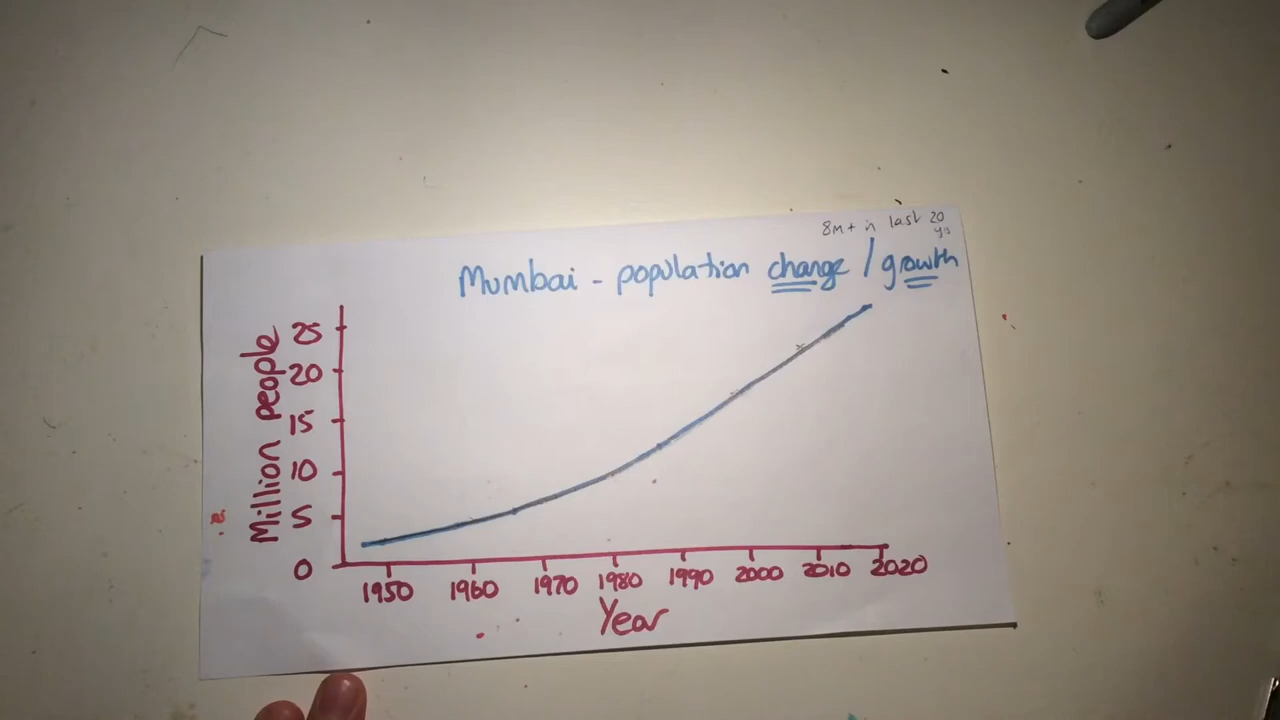 8M+ in last 20
yrs
Mumbai - population change / growth
Million people
25
20
15
10
5
0
1950 1960 1970 1980 1990 2000 2010 2020
Year